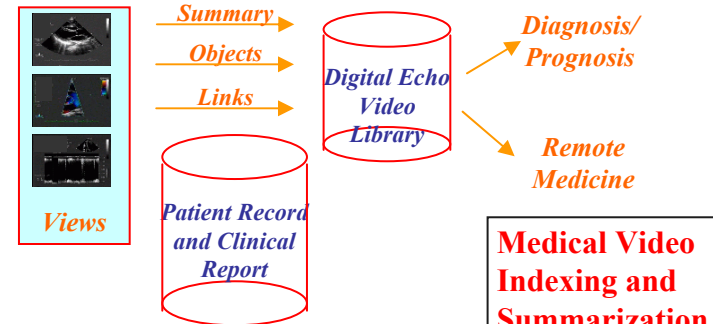 Summary
Objects
Links
Views
Digital Echo
Video
Library
Patient Record
and Clinical
Report
Diagnosis/
Prognosis
Remote
Medicine
Medical Video
Indexing and
Summarization